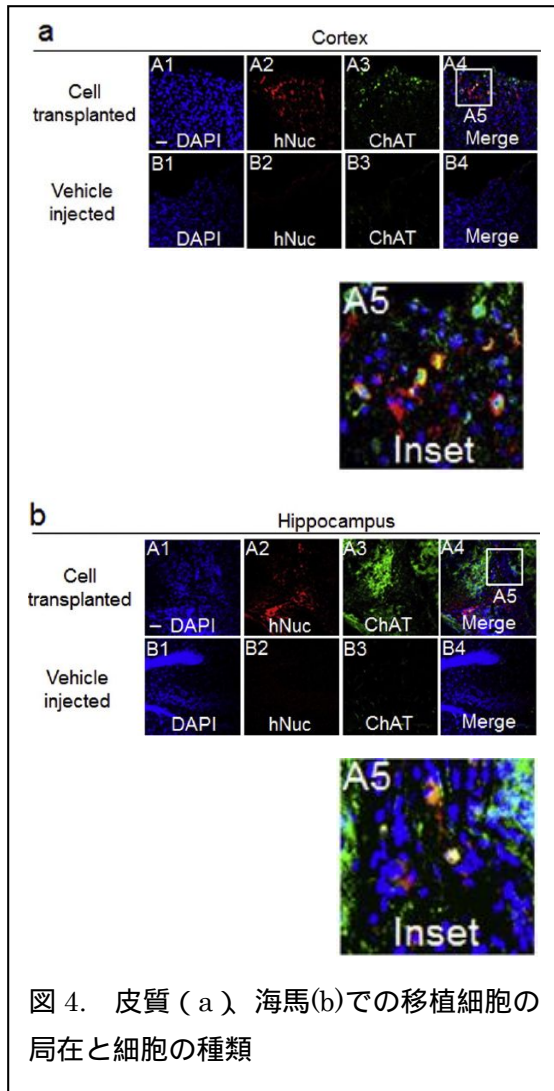 a
Cortex
Cell transplanted
A1 DAPI
A2 hNuc
A3 ChAT
A4 A5 Merge
Vehicle injected
B1 DAPI
B2 hNuc
B3 ChAT
B4 Merge
A5
Inset
b
Hippocampus
Cell transplanted
A1 DAPI
A2 hNuc
A3 ChAT
A4 A5 Merge
Vehicle injected
B1 DAPI
B2 hNuc
B3 ChAT
B4 Merge
A5
Inset
図 4. 皮質(a)、海馬(b)での移植細胞の
局在と細胞の種類